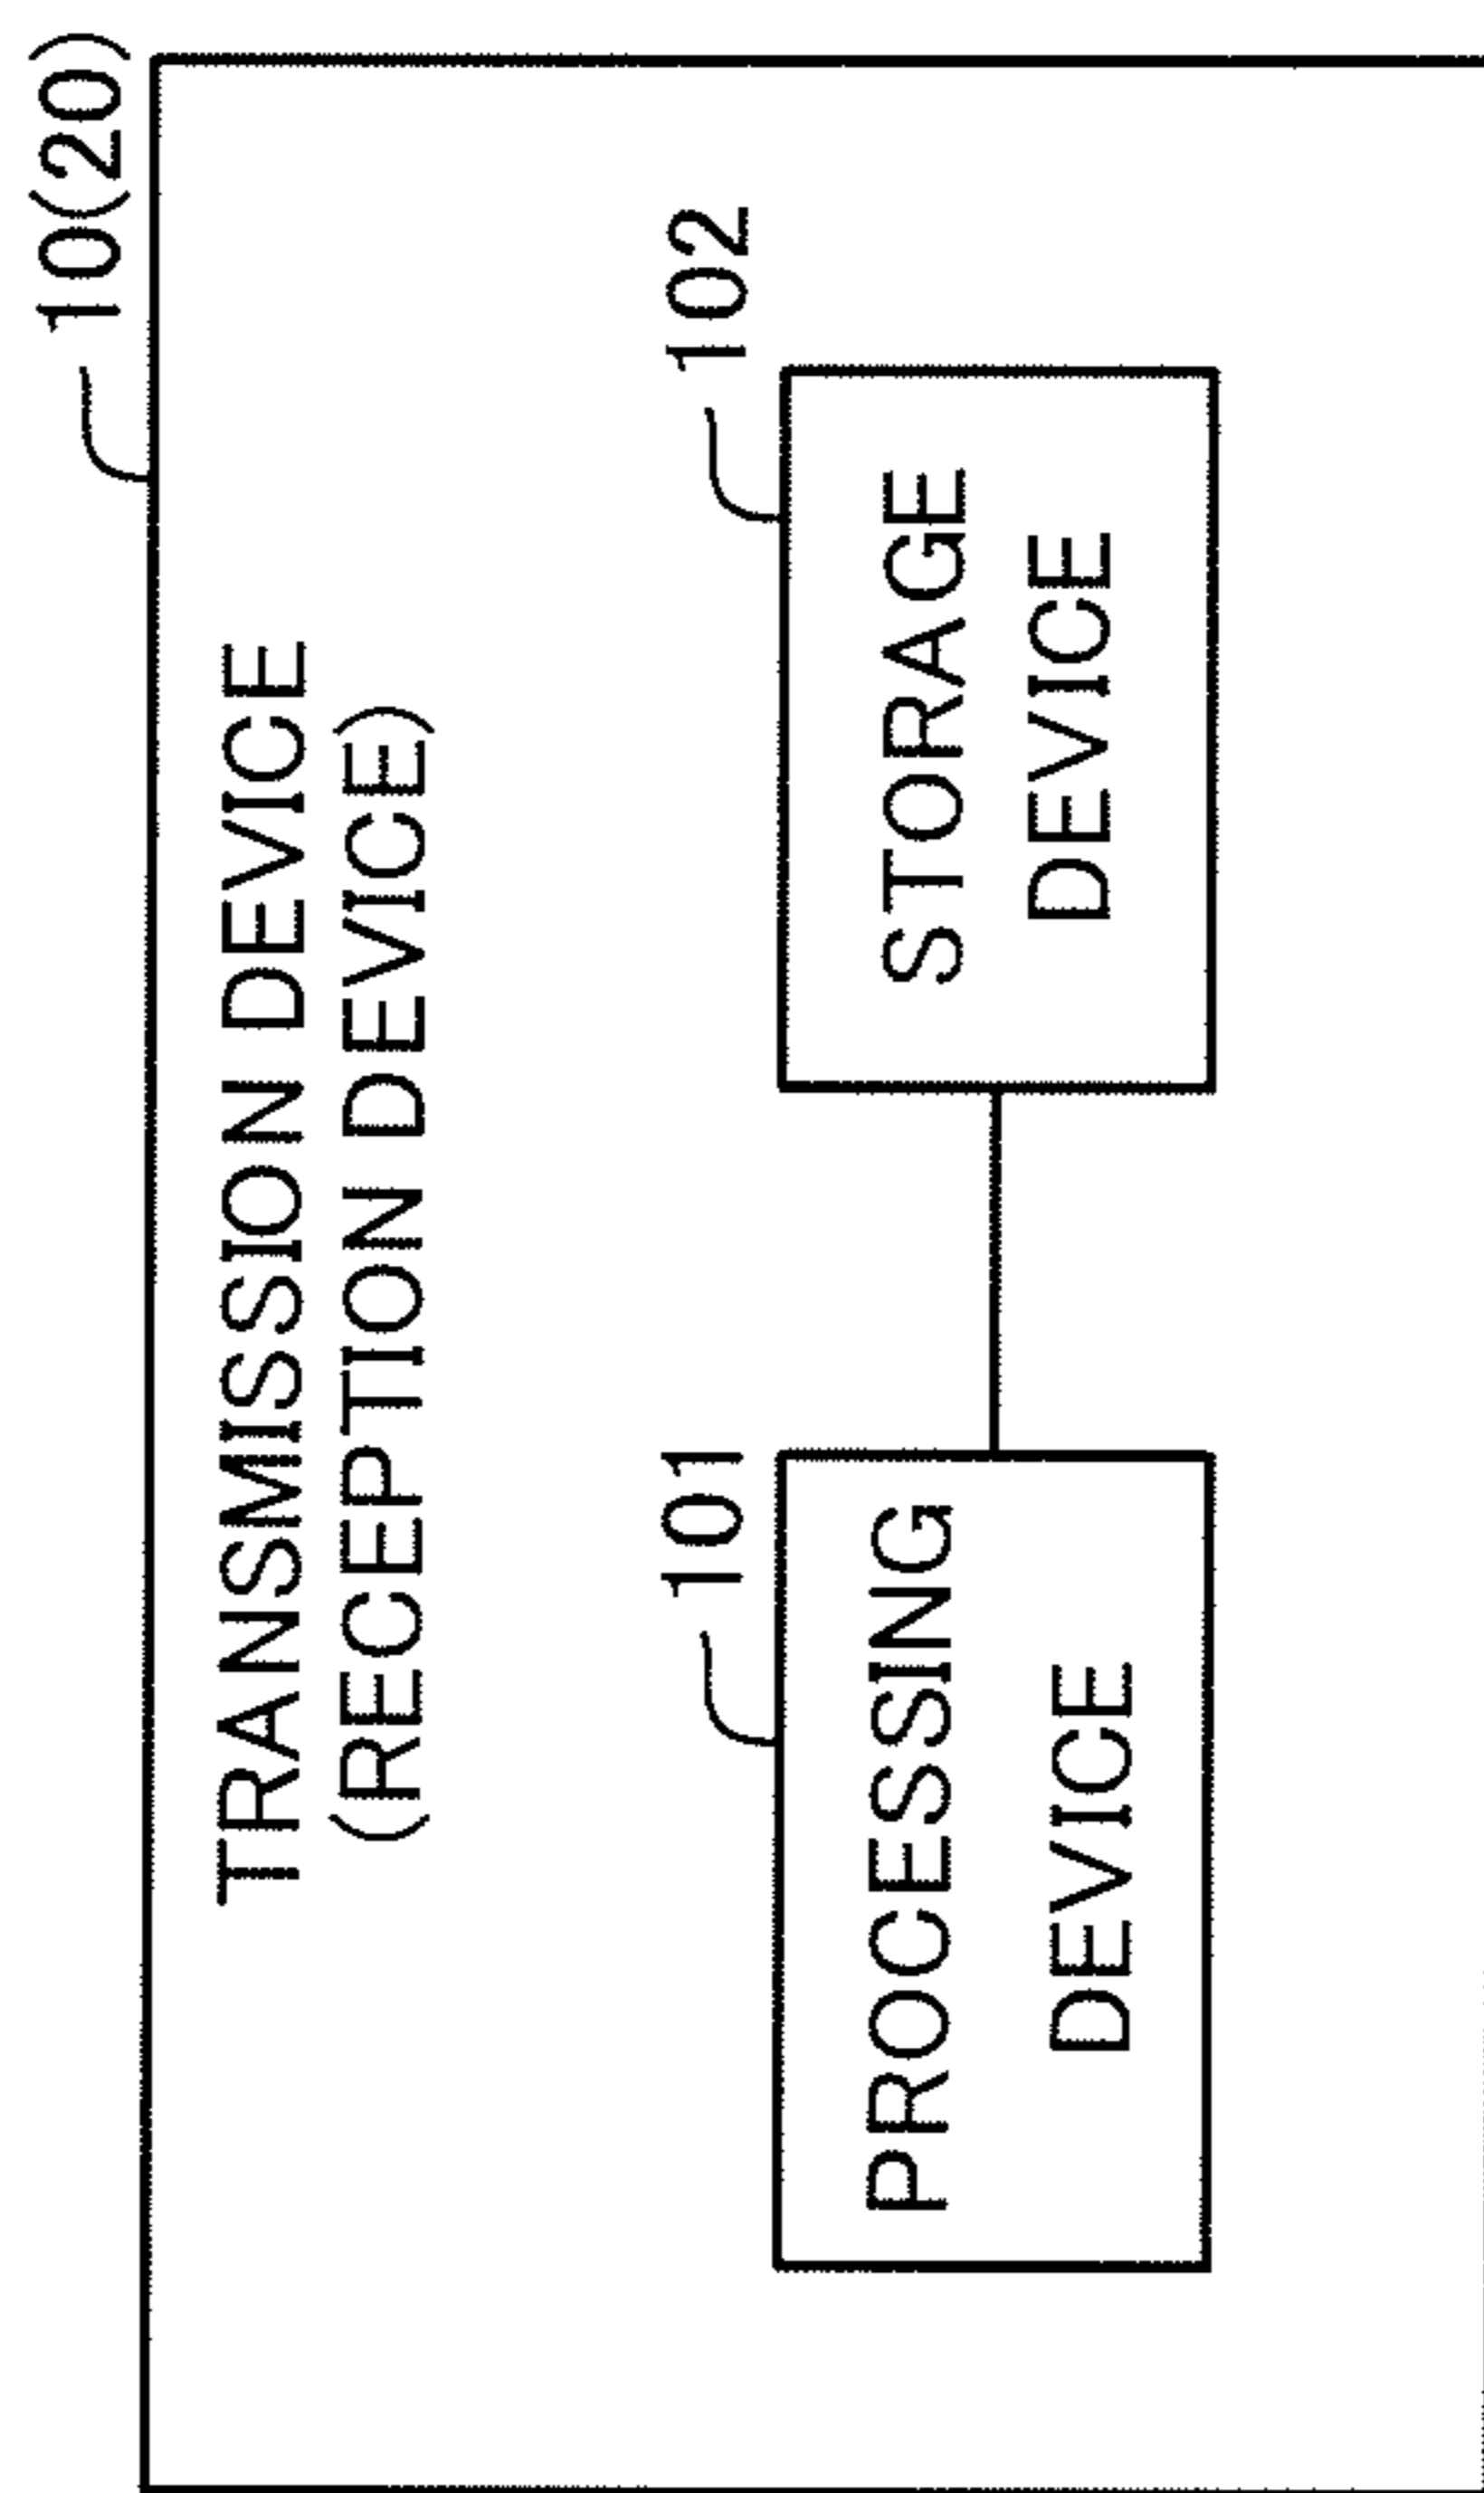 10(20)
TRANSMISSION DEVICE
(RECEPTION DEVICE)
101
PROCESSING
DEVICE
102
STORAGE
DEVICE